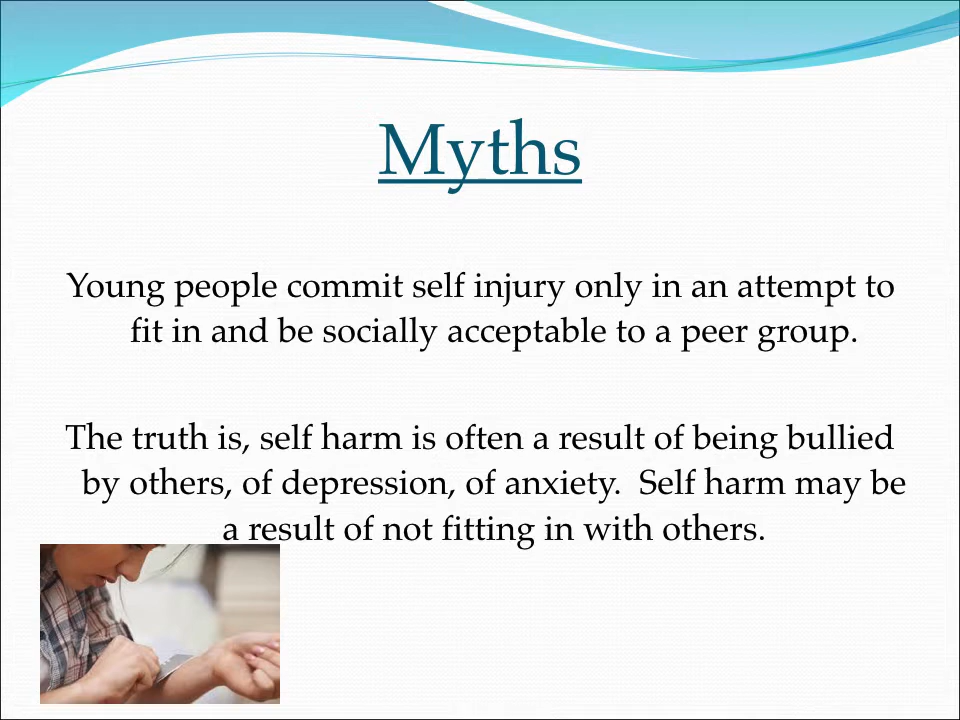 Myths
Young people commit self injury only in an attempt to
fit in and be socially acceptable to a peer group.
The truth is, self harm is often a result of being bullied
by others, of depression, of anxiety.  Self harm may be
a result of not fitting in with others.